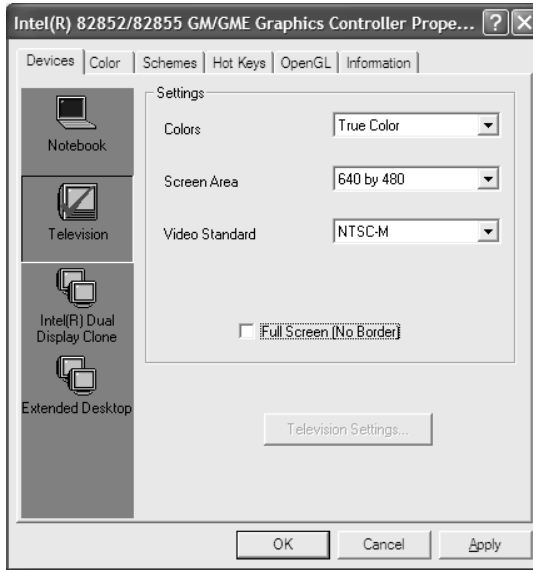 Intel(R) 82852/82855 GM/GME Graphics Controller Prope... ? X
Devices Color Schemes Hot Keys OpenGL Information
Notebook
Television
Intel(R) Dual
Display Clone
Extended Desktop
Settings
Colors True Color
Screen Area 640 by 480
Video Standard NTSC-M
Full Screen (No Border)
Television Settings...
OK Cancel Apply